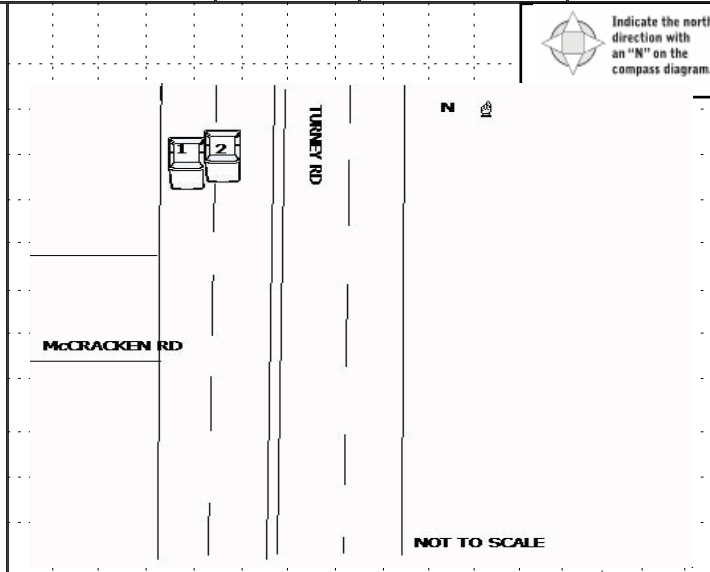 Indicate the north
direction with
an "N" on the
compass diagram.
N
TURNEY RD
1
2
McCRACKEN RD
NOT TO SCALE